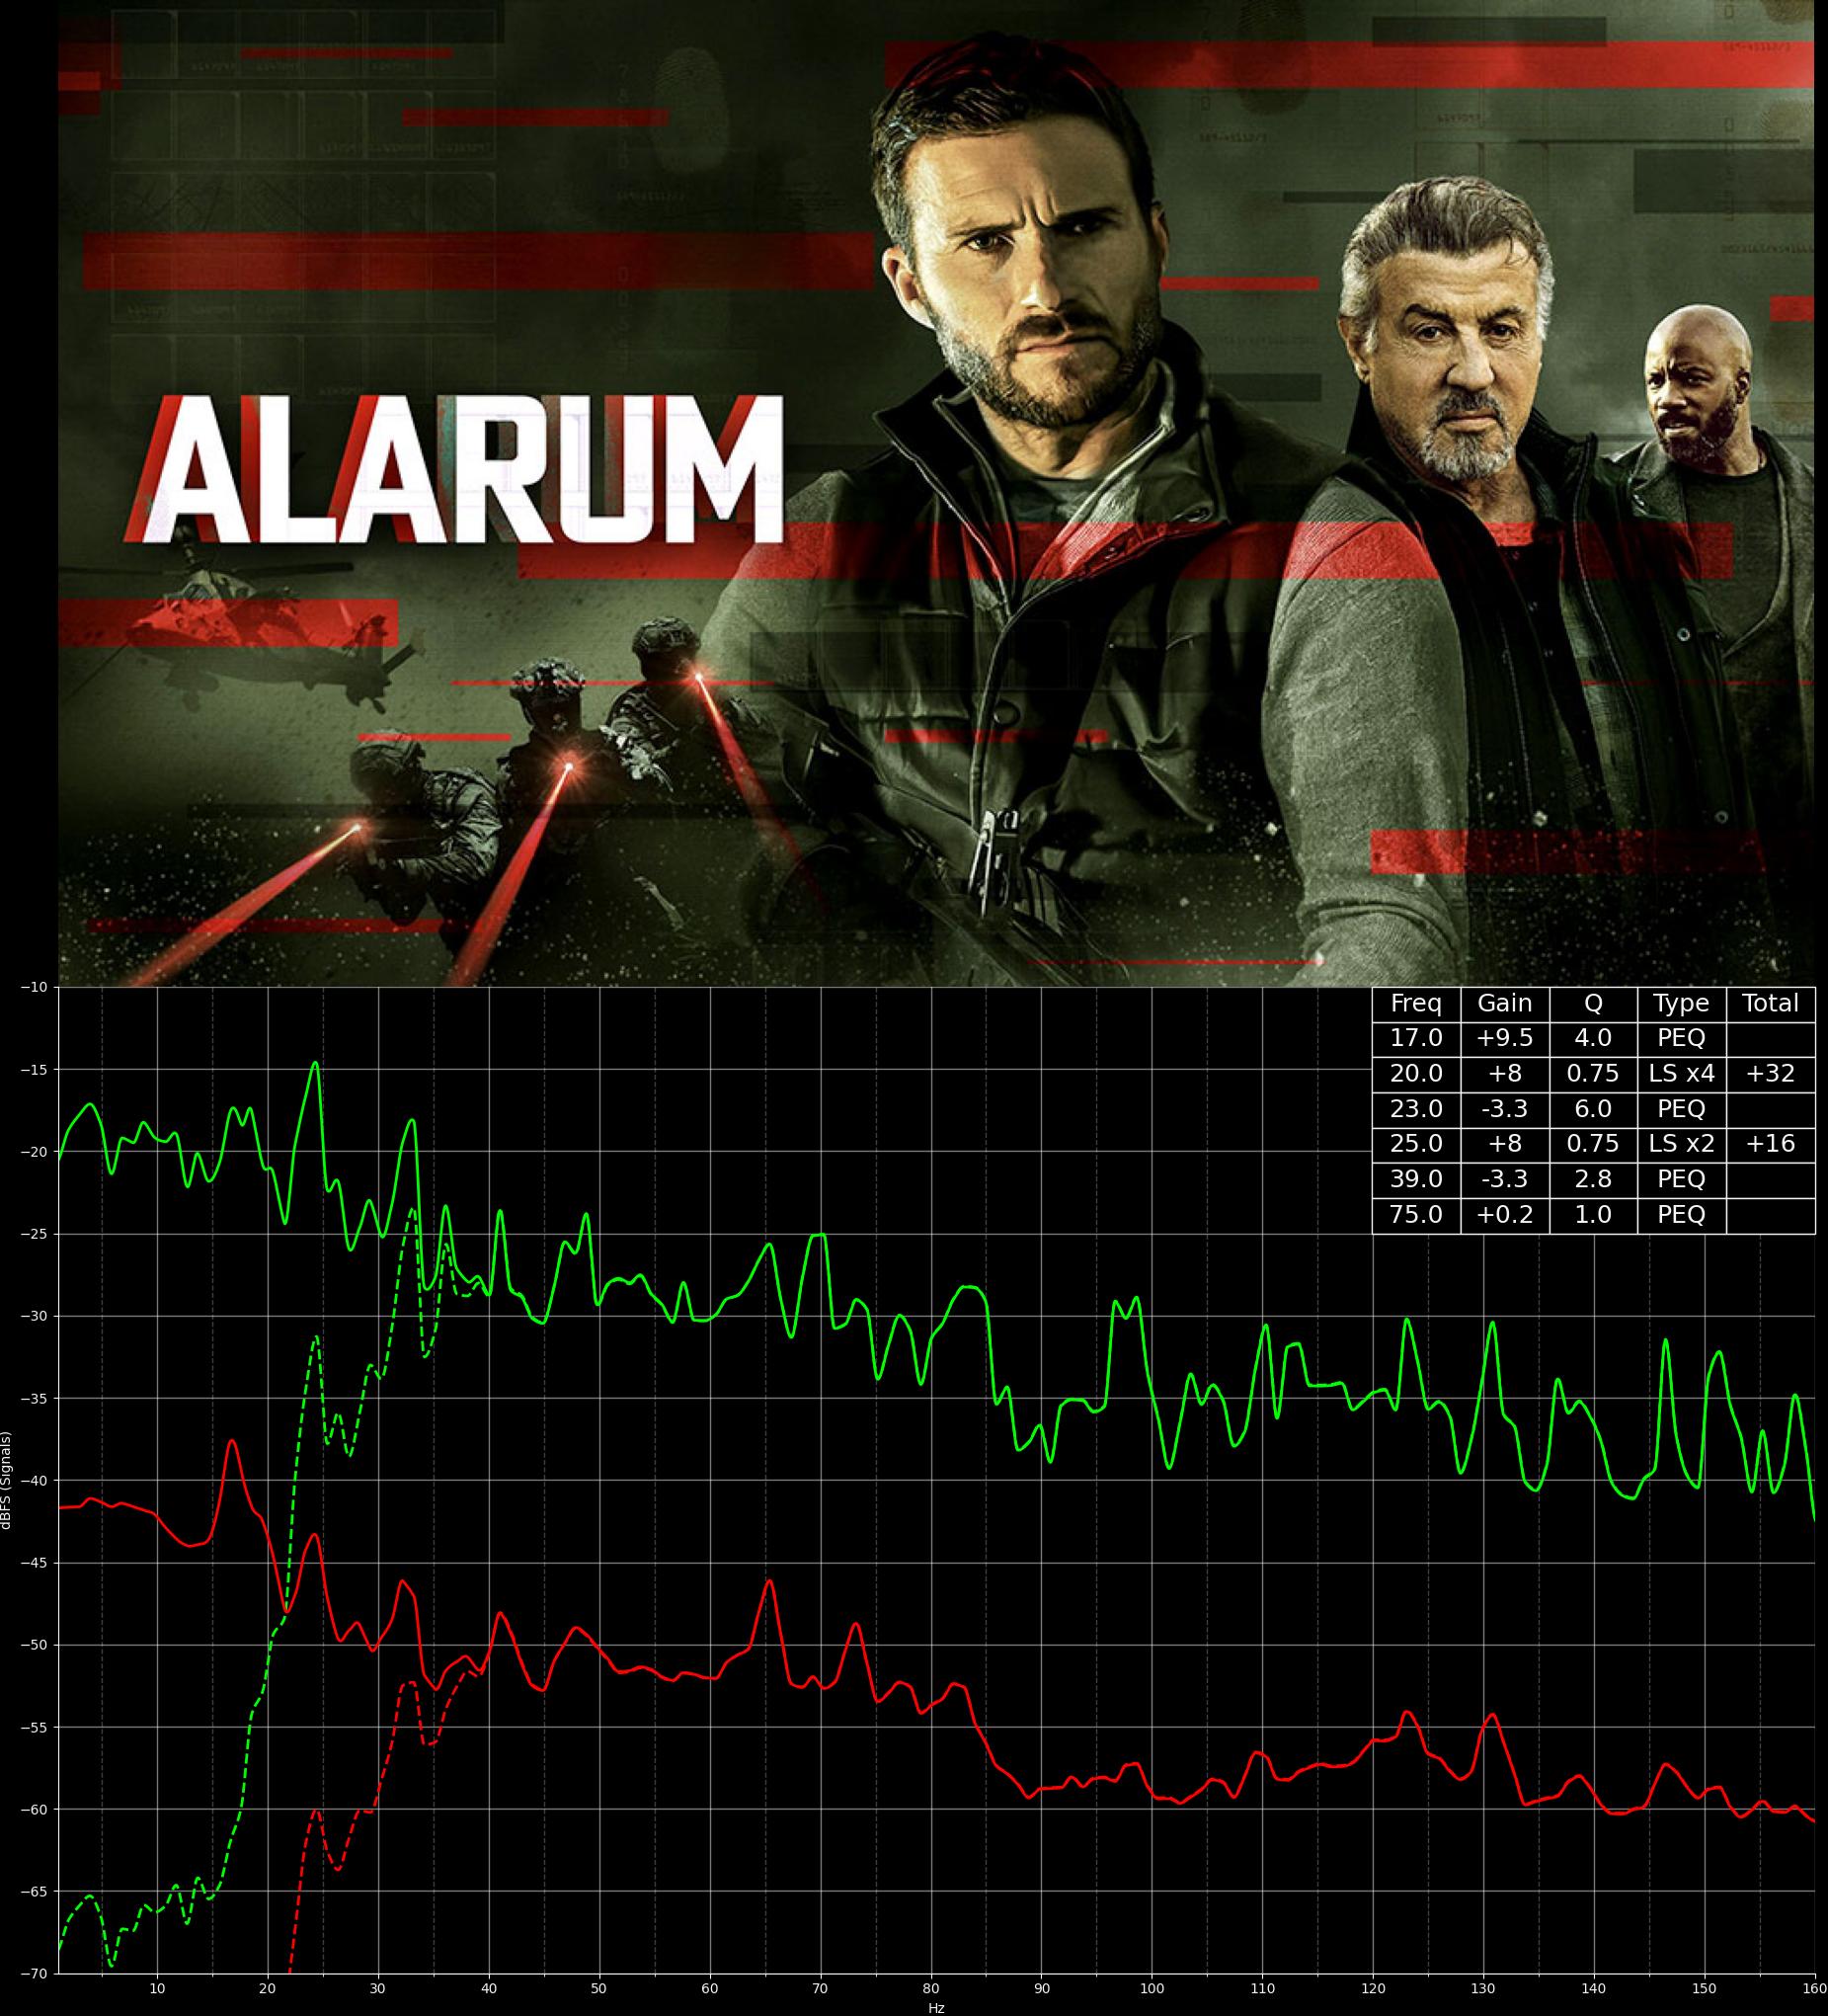 ALARUM
Freq Gain Q Type Total
17.0 +9.5 4.0 PEQ
20.0 +8 0.75 LS x4 +32
23.0 -3.3 6.0 PEQ
25.0 +8 0.75 LS x2 +16
39.0 -3.3 2.8 PEQ
75.0 +0.2 1.0 PEQ
−10
−15
−20
−25
−30
−35
−40
−45
−50
−55
−60
−65
−70
dBFS (Signals)
10 20 30 40 50 60 70 80 90 100 110 120 130 140 150 160
Hz